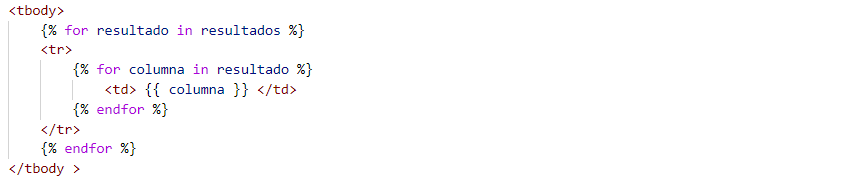 <tbody>
{% for resultado in resultados %}
<tr>
{% for columna in resultado %}
<td> {{ columna }} </td>
{% endfor %}
</tr>
{% endfor %}
</tbody >